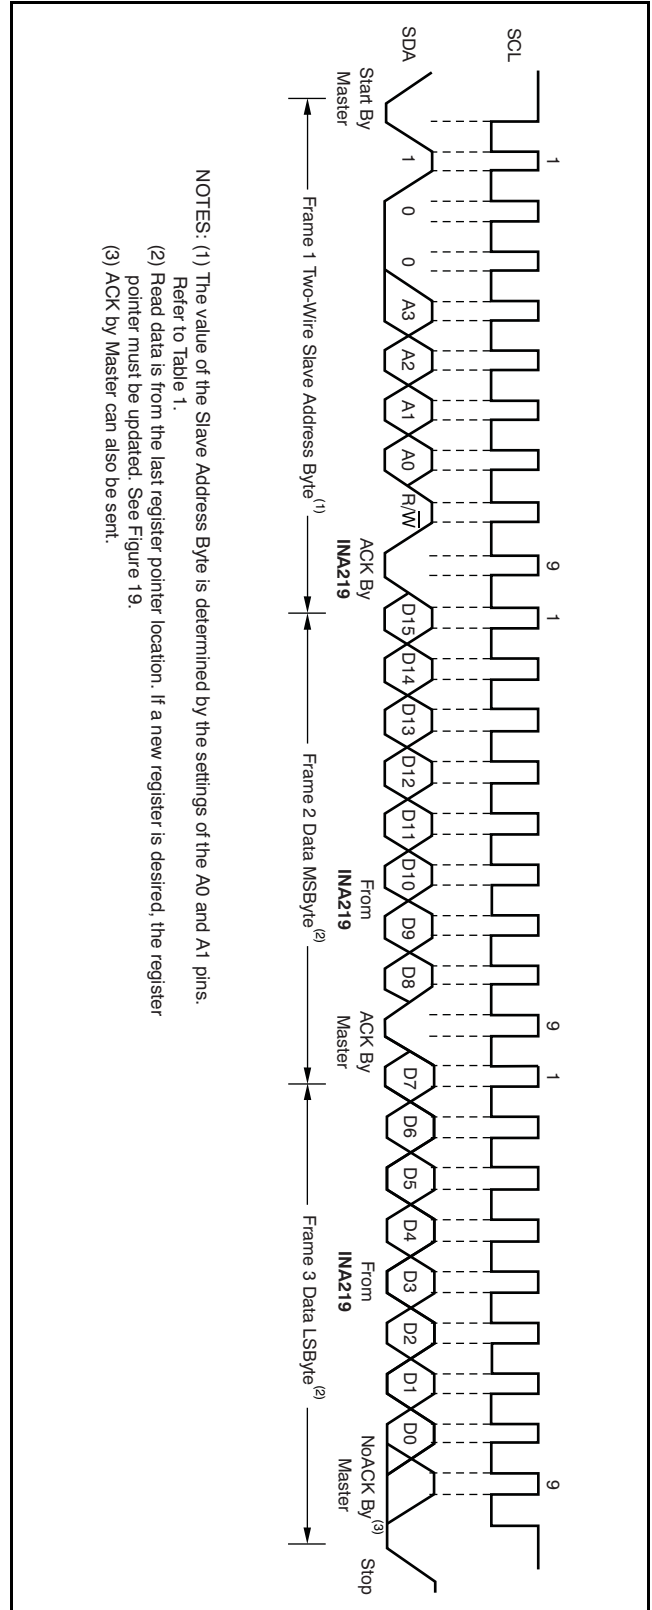 1 9 1 9 1 9
SCL
SDA 1 0 0 A3 A2 A1 A0 R/W D15 D14 D13 D12 D11 D10 D9 D8 D7 D6 D5 D4 D3 D2 D1 D0
Start By
Master
ACK By
INA219
From
INA219
ACK By
Master
From
INA219
NoACK By(3)
Master
Stop
Frame 1 Two-Wire Slave Address Byte(1)
Frame 2 Data MSByte(2)
Frame 3 Data LSByte(2)
NOTES: (1) The value of the Slave Address Byte is determined by the settings of the A0 and A1 pins.
Refer to Table 1.
(2) Read data is from the last register pointer location. If a new register is desired, the register
pointer must be updated. See Figure 19.
(3) ACK by Master can also be sent.